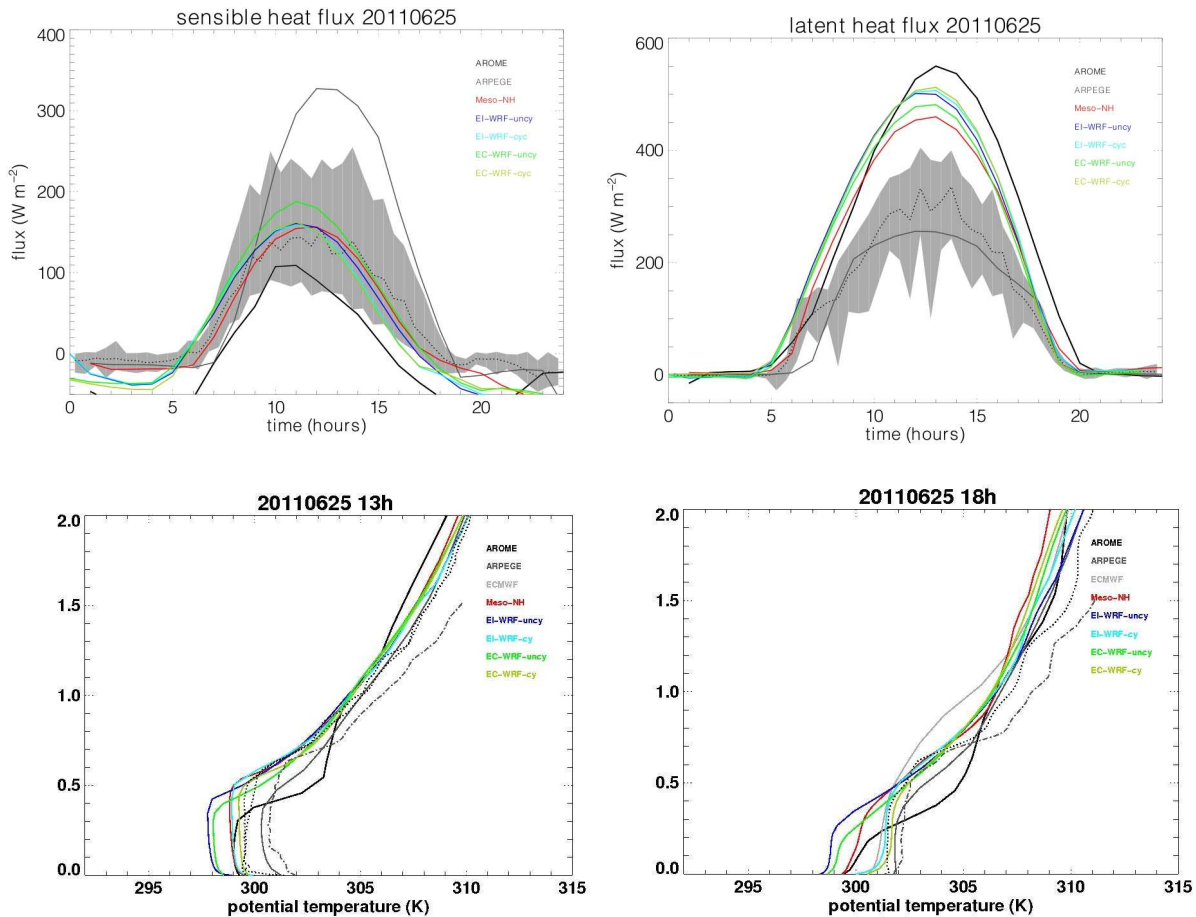 sensible heat flux 20110625
400
300
200
100
0
flux (W m−2)
AROME
ARPEGE
Meso−NH
EI−WRF−uncy
EI−WRF−cyc
EC−WRF−uncy
EC−WRF−cyc
0 5 10 15 20
time (hours)
latent heat flux 20110625
600
400
200
0
flux (W m−2)
AROME
ARPEGE
Meso−NH
EI−WRF−uncy
EI−WRF−cyc
EC−WRF−uncy
EC−WRF−cyc
0 5 10 15 20
time (hours)
20110625 13h
2.0
1.5
1.0
0.5
0.0
AROME
ARPEGE
ECMWF
Meso−NH
EI−WRF−uncy
EI−WRF−cy
EC−WRF−uncy
EC−WRF−cy
295 300 305 310 315
potential temperature (K)
20110625 18h
2.0
1.5
1.0
0.5
0.0
AROME
ARPEGE
ECMWF
Meso−NH
EI−WRF−uncy
EI−WRF−cy
EC−WRF−uncy
EC−WRF−cy
295 300 305 310 315
potential temperature (K)